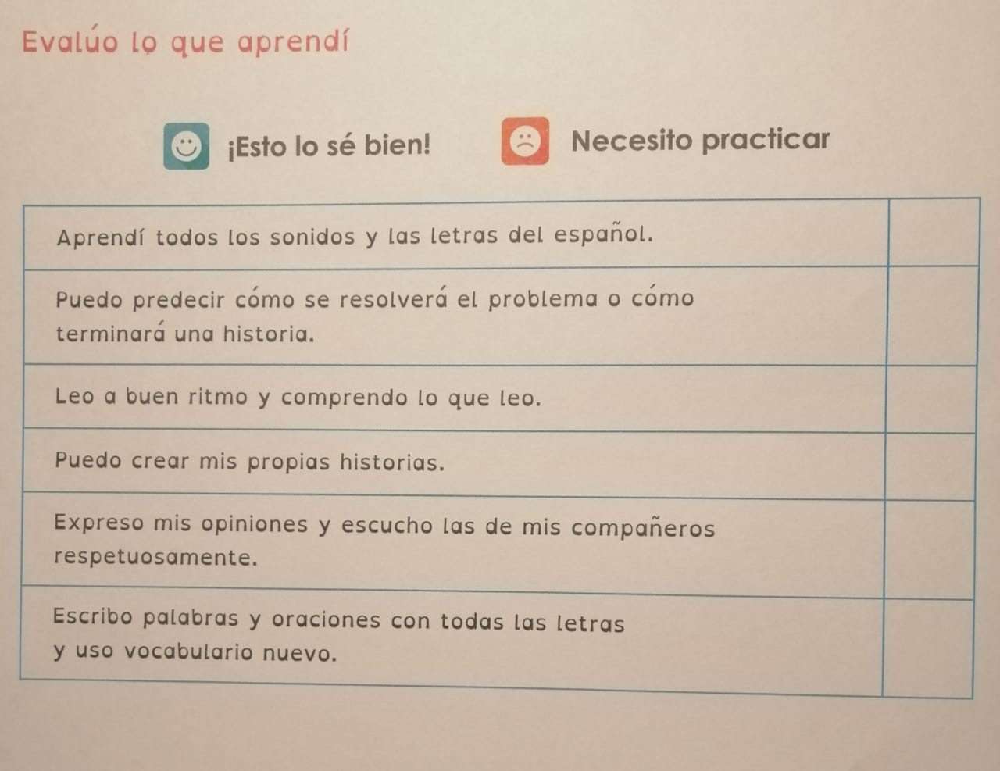 Evalúo lo que aprendí
¡Esto lo sé bien!
Necesito practicar
Aprendí todos los sonidos y las letras del español.
Puedo predecir cómo se resolverá el problema o cómo
terminará una historia.
Leo a buen ritmo y comprendo lo que leo.
Puedo crear mis propias historias.
Expreso mis opiniones y escucho las de mis compañeros
respetuosamente.
Escribo palabras y oraciones con todas las letras
y uso vocabulario nuevo.